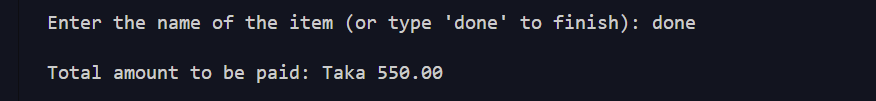 Enter the name of the item (or type 'done' to finish): done
Total amount to be paid: Taka 550.00